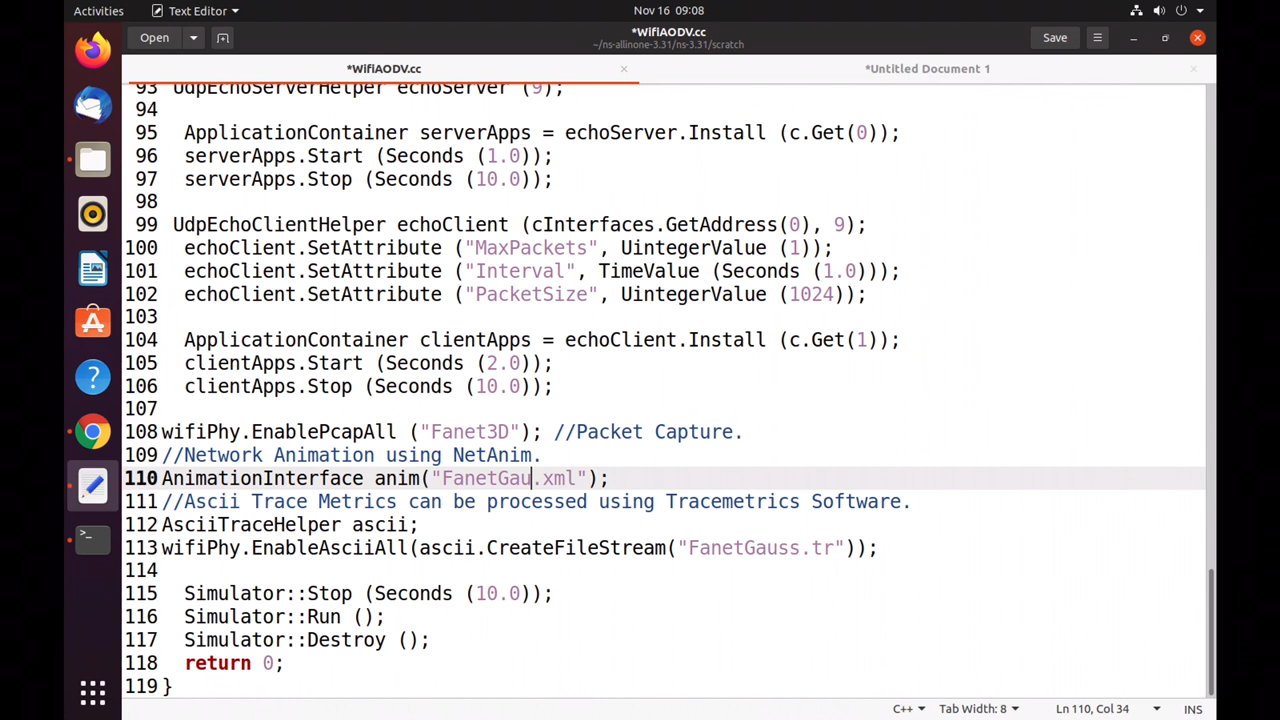 Activities Text Editor Nov 16 09:08
Open *WifiAODV.cc Save
~/ns-allinone-3.31/ns-3.31/scratch
*WifiAODV.cc × *Untitled Document 1 ×
93 UdpEchoServerHelper echoServer (9);
94
95 ApplicationContainer serverApps = echoServer.Install (c.Get(0));
96 serverApps.Start (Seconds (1.0));
97 serverApps.Stop (Seconds (10.0));
98
99 UdpEchoClientHelper echoClient (cInterfaces.GetAddress(0), 9);
100 echoClient.SetAttribute ("MaxPackets", UintegerValue (1));
101 echoClient.SetAttribute ("Interval", TimeValue (Seconds (1.0)));
102 echoClient.SetAttribute ("PacketSize", UintegerValue (1024));
103
104 ApplicationContainer clientApps = echoClient.Install (c.Get(1));
105 clientApps.Start (Seconds (2.0));
106 clientApps.Stop (Seconds (10.0));
107
108 wifiPhy.EnablePcapAll ("Fanet3D"); //Packet Capture.
109 //Network Animation using NetAnim.
110 AnimationInterface anim("FanetGau.xml");
111 //Ascii Trace Metrics can be processed using Tracemetrics Software.
112 AsciiTraceHelper ascii;
113 wifiPhy.EnableAsciiAll(ascii.CreateFileStream("FanetGauss.tr"));
114
115 Simulator::Stop (Seconds (10.0));
116 Simulator::Run ();
117 Simulator::Destroy ();
118 return 0;
119 }
C++ Tab Width: 8 Ln 110, Col 34 INS